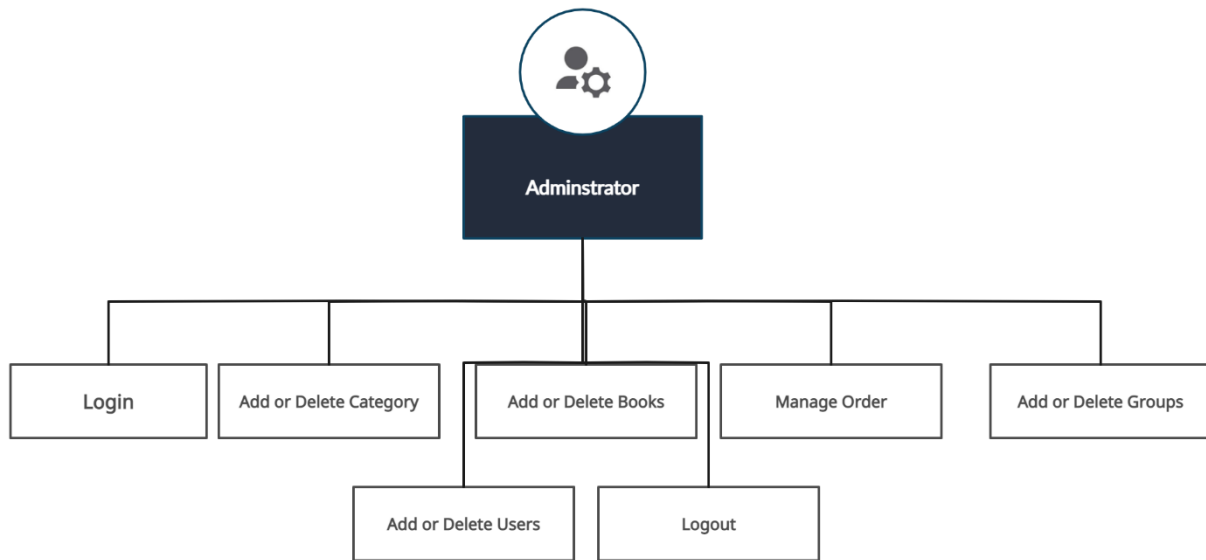 Adminstrator
Login
Add or Delete Category
Add or Delete Books
Manage Order
Add or Delete Groups
Add or Delete Users
Logout